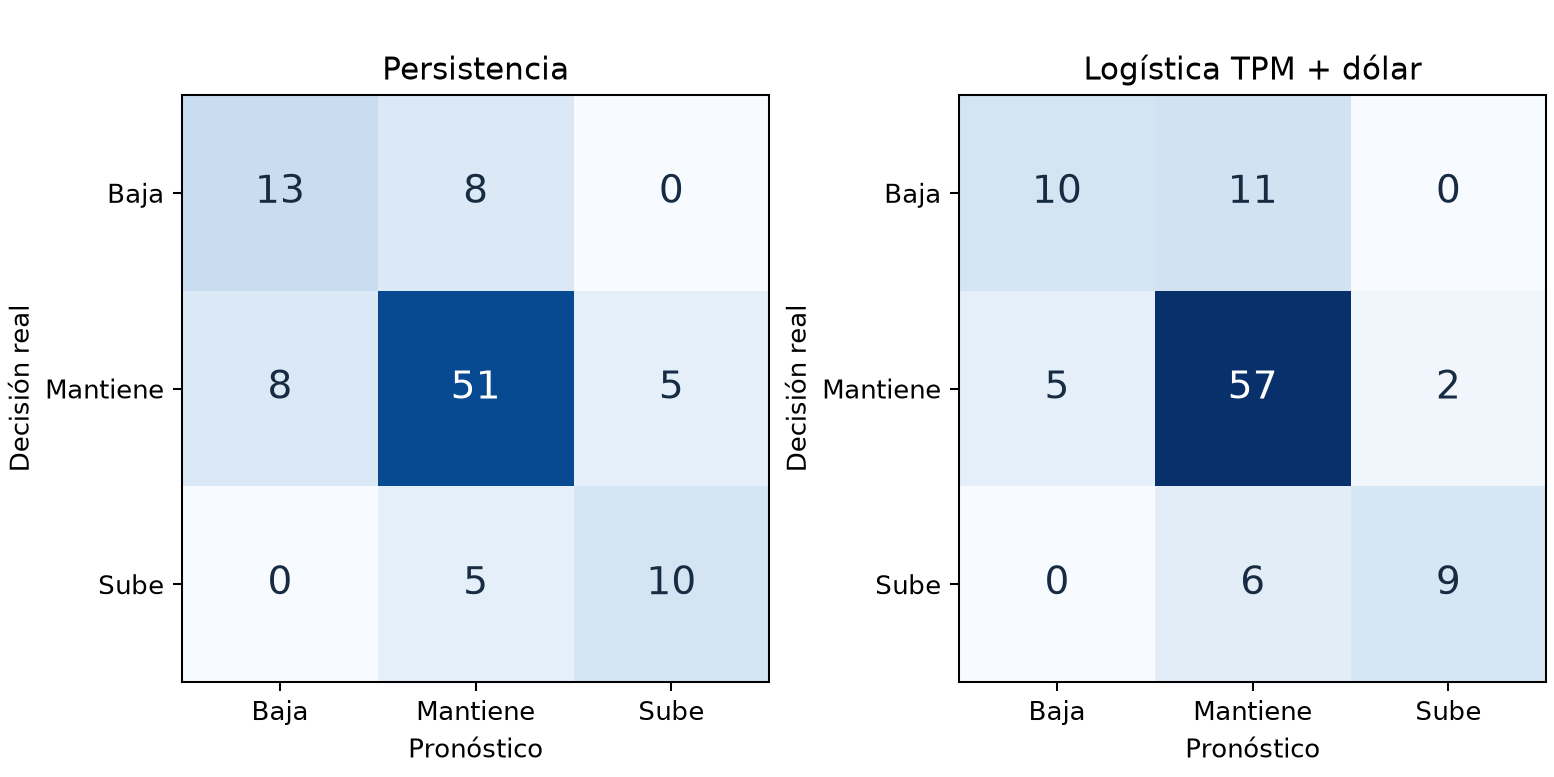 Persistencia
Decisión real
Baja
13 8 0
Mantiene
8 51 5
Sube
0 5 10
Baja Mantiene Sube
Pronóstico
Logística TPM + dólar
Decisión real
Baja
10 11 0
Mantiene
5 57 2
Sube
0 6 9
Baja Mantiene Sube
Pronóstico